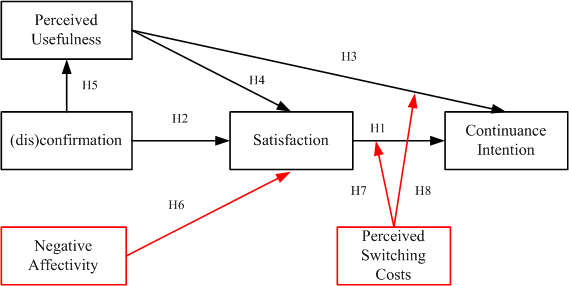 Perceived
Usefulness
H3
H4
H5
H2
(dis)confirmation
Satisfaction
H1
Continuance
Intention
H7
H8
H6
Negative
Affectivity
Perceived
Switching
Costs